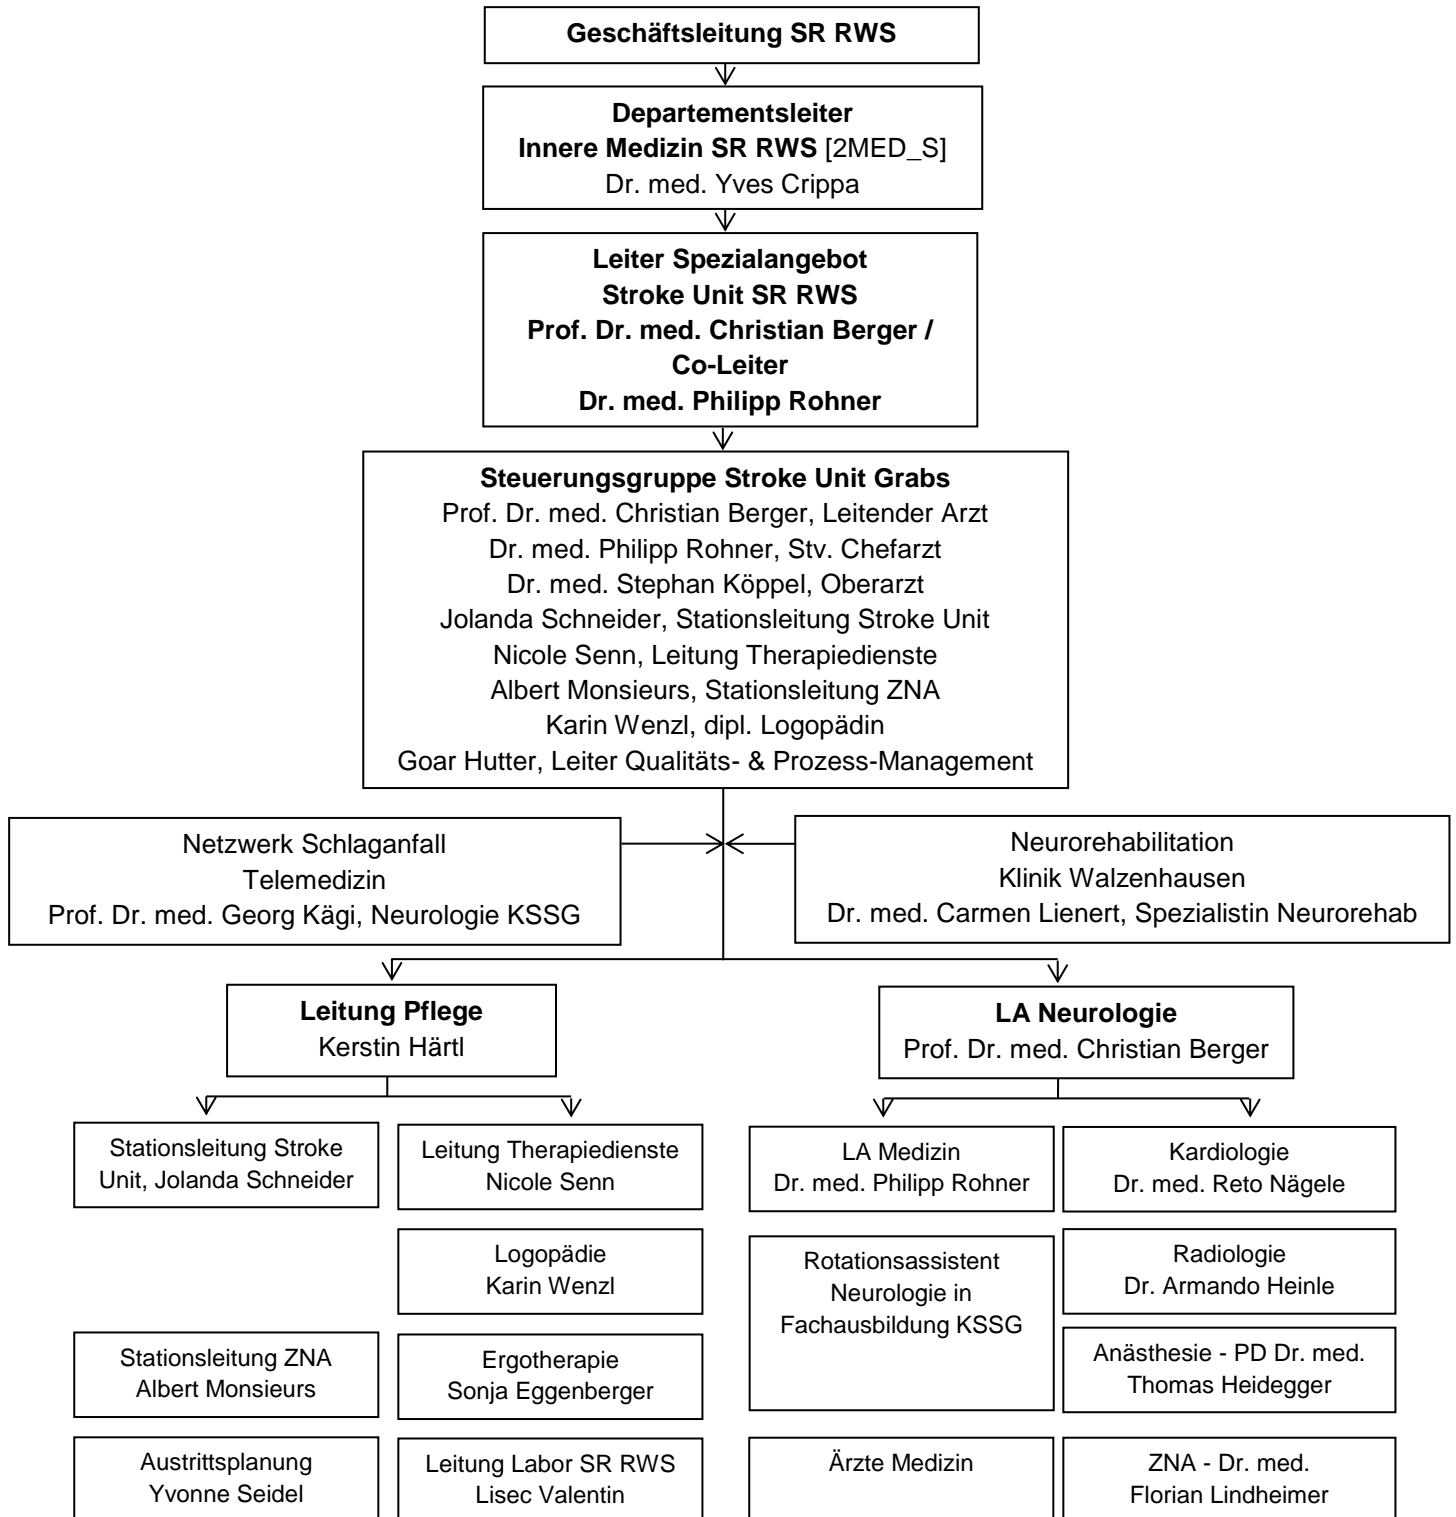 Geschäftsleitung SR RWS
Departementsleiter
Innere Medizin SR RWS [2MED_S]
Dr. med. Yves Crippa
Leiter Spezialangebot
Stroke Unit SR RWS
Prof. Dr. med. Christian Berger /
Co-Leiter
Dr. med. Philipp Rohner
Steuerungsgruppe Stroke Unit Grabs
Prof. Dr. med. Christian Berger, Leitender Arzt
Dr. med. Philipp Rohner, Stv. Chefarzt
Dr. med. Stephan Köppel, Oberarzt
Jolanda Schneider, Stationsleitung Stroke Unit
Nicole Senn, Leitung Therapiedienste
Albert Monsieurs, Stationsleitung ZNA
Karin Wenzl, dipl. Logopädin
Goar Hutter, Leiter Qualitäts- & Prozess-Management
Netzwerk Schlaganfall
Telemedizin
Prof. Dr. med. Georg Kägi, Neurologie KSSG
Neurorehabilitation
Klinik Walzenhausen
Dr. med. Carmen Lienert, Spezialistin Neurorehab
Leitung Pflege
Kerstin Härtl
LA Neurologie
Prof. Dr. med. Christian Berger
Stationsleitung Stroke
Unit, Jolanda Schneider
Leitung Therapiedienste
Nicole Senn
LA Medizin
Dr. med. Philipp Rohner
Kardiologie
Dr. med. Reto Nägele
Logopädie
Karin Wenzl
Rotationsassistent
Neurologie in
Fachausbildung KSSG
Radiologie
Dr. Armando Heinle
Stationsleitung ZNA
Albert Monsieurs
Ergotherapie
Sonja Eggenberger
Anästhesie - PD Dr. med.
Thomas Heidegger
Austrittsplanung
Yvonne Seidel
Leitung Labor SR RWS
Lisec Valentin
Ärzte Medizin
ZNA - Dr. med.
Florian Lindheimer